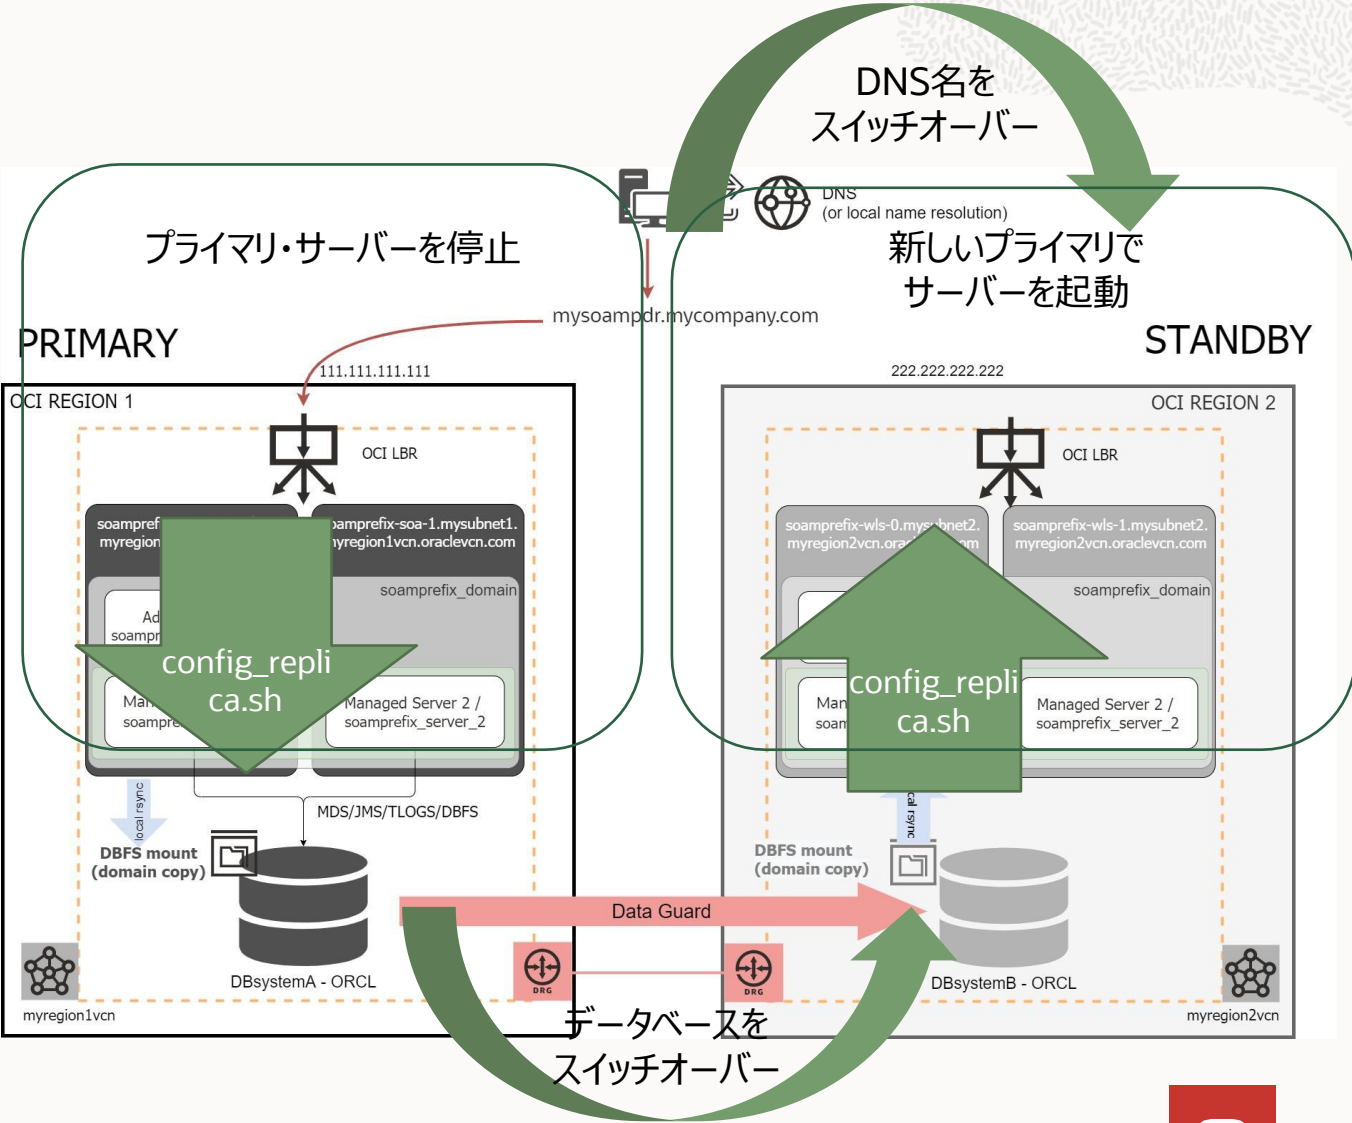 DNS名を
スイッチオーバー
DNS
(or local name resolution)
プライマリ・サーバーを停止
新しいプライマリで
サーバーを起動
mysoampdr.mycompany.com
PRIMARY
STANDBY
111.111.111.111
222.222.222.222
OCI REGION 1
OCI REGION 2
OCI LBR
OCI LBR
-soa-1.mysubnet1.
myregion
myregion1vcn.oraclevcn.com
soamprefix-wls-0.mysubnet2.
myregion2vcn.oraclevcn.com
soamprefix-wls-1.mysubnet2.
myregion2vcn.oraclevcn.com
soamprefix_domain
soamprefix_domain
config_repli
ca.sh
config_repli
ca.sh
Managed Server 2 /
soamprefix_server_2
Managed Server 2 /
soamprefix_server_2
local rsync
rsync
MDS/JMS/TLOGS/DBFS
DBFS mount
(domain copy)
DBFS mount
(domain copy)
Data Guard
DRG
DRG
DBsystemA - ORCL
DBsystemB - ORCL
myregion1vcn
myregion2vcn
データベースを
スイッチオーバー